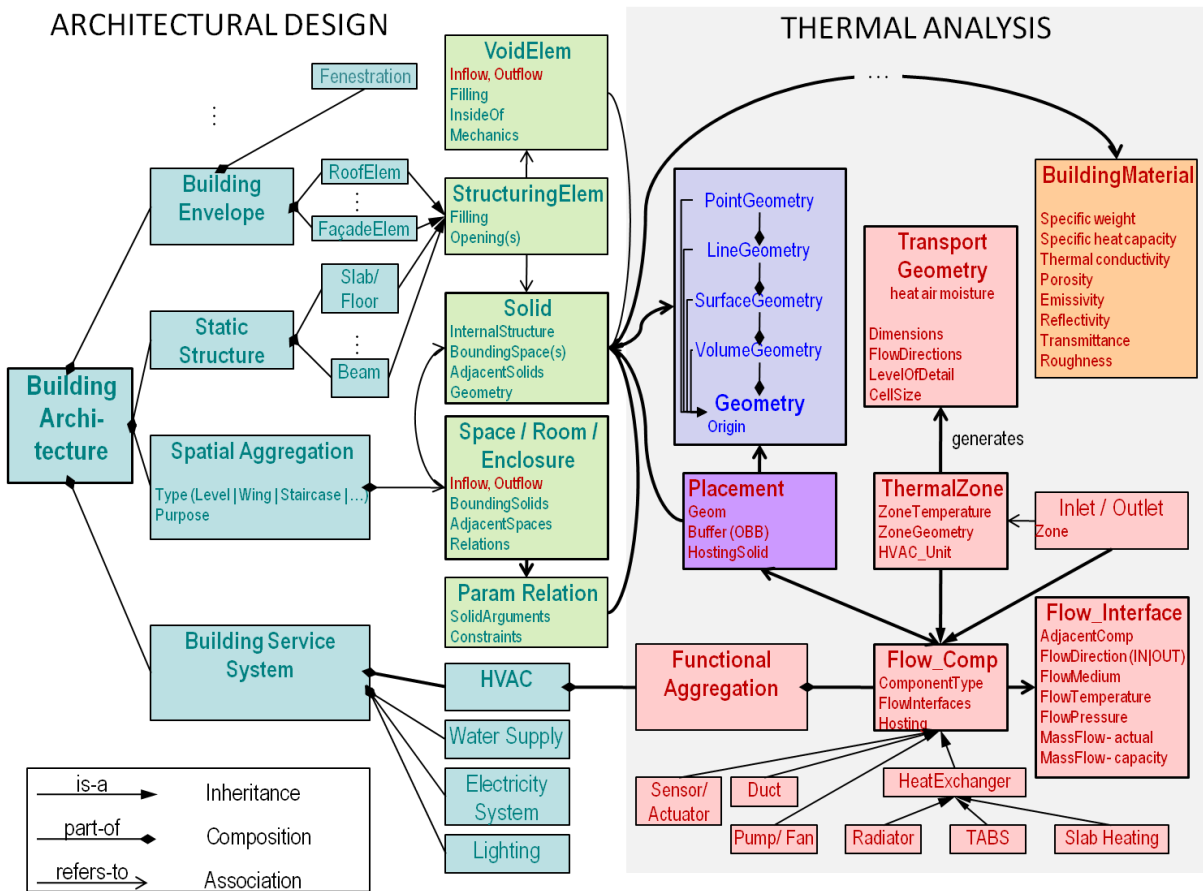 ARCHITECTURAL DESIGN
THERMAL ANALYSIS
Fenestration
...
VoidElem
Inflow, Outflow
Filling
InsideOf
Mechanics
...
Building
Envelope
RoofElem
...
FaçadeElem
StructuringElem
Filling
Opening(s)
Slab/
Floor
...
Beam
Static
Structure
Solid
InternalStructure
BoundingSpace(s)
AdjacentSolids
Geometry
Building
Archi-
tecture
Spatial Aggregation
Type (Level | Wing | Staircase | ...)
Purpose
Space / Room /
Enclosure
Inflow, Outflow
BoundingSolids
AdjacentSpaces
Relations
Param Relation
SolidArguments
Constraints
Building Service
System
HVAC
Water Supply
Electricity
System
Lighting
is-a
Inheritance
part-of
Composition
refers-to
Association
PointGeometry
LineGeometry
SurfaceGeometry
VolumeGeometry
Geometry
Origin
Placement
Geom
Buffer (OBB)
HostingSolid
Transport
Geometry
heat air moisture
Dimensions
FlowDirections
LevelOfDetail
CellSize
generates
BuildingMaterial
Specific weight
Specific heat capacity
Thermal conductivity
Porosity
Emissivity
Reflectivity
Transmittance
Roughness
ThermalZone
ZoneTemperature
ZoneGeometry
HVAC_Unit
Inlet / Outlet
Zone
Functional
Aggregation
Flow_Comp
ComponentType
FlowInterfaces
Hosting
Flow_Interface
AdjacentComp
FlowDirection (IN|OUT)
FlowMedium
FlowTemperature
FlowPressure
MassFlow- actual
MassFlow- capacity
Sensor/
Actuator
Duct
Pump/ Fan
HeatExchanger
Radiator
TABS
Slab Heating